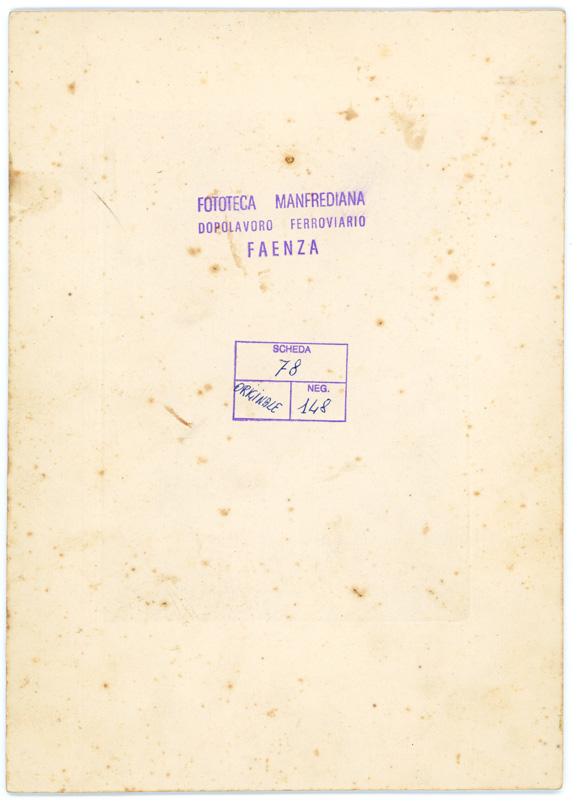 FOTOTECA MANFREDIANA
DOPOLAVORO FERROVIARIO
FAENZA
SCHEDA
78
ORIGINALE
NEG.
148